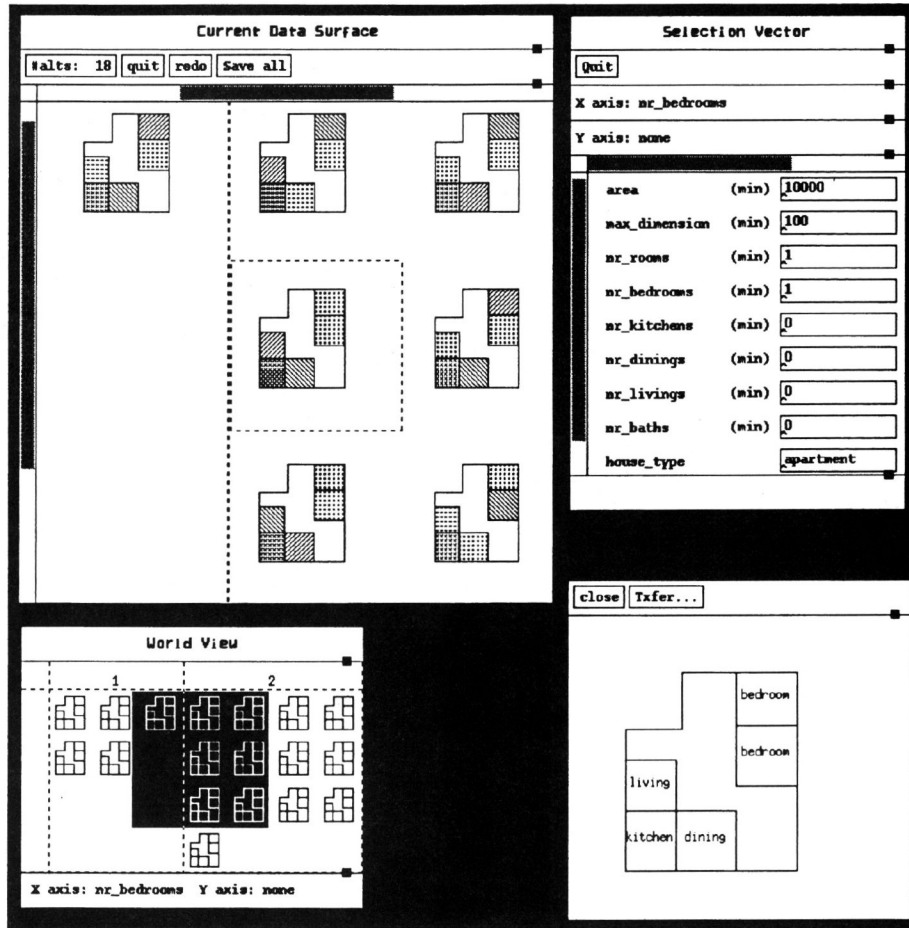 Current Data Surface
#alts: 18 quit redo Save all
Selection Vector
Quit
X axis: nr_bedrooms
Y axis: none
area (min) 10000
max_dimension (min) 100
nr_rooms (min) 1
nr_bedrooms (min) 1
nr_kitchens (min) 0
nr_dinings (min) 0
nr_livings (min) 0
nr_baths (min) 0
house_type apartment
World View
1 2
X axis: nr_bedrooms Y axis: none
close Txfer...
bedroom
bedroom
living
kitchen dining